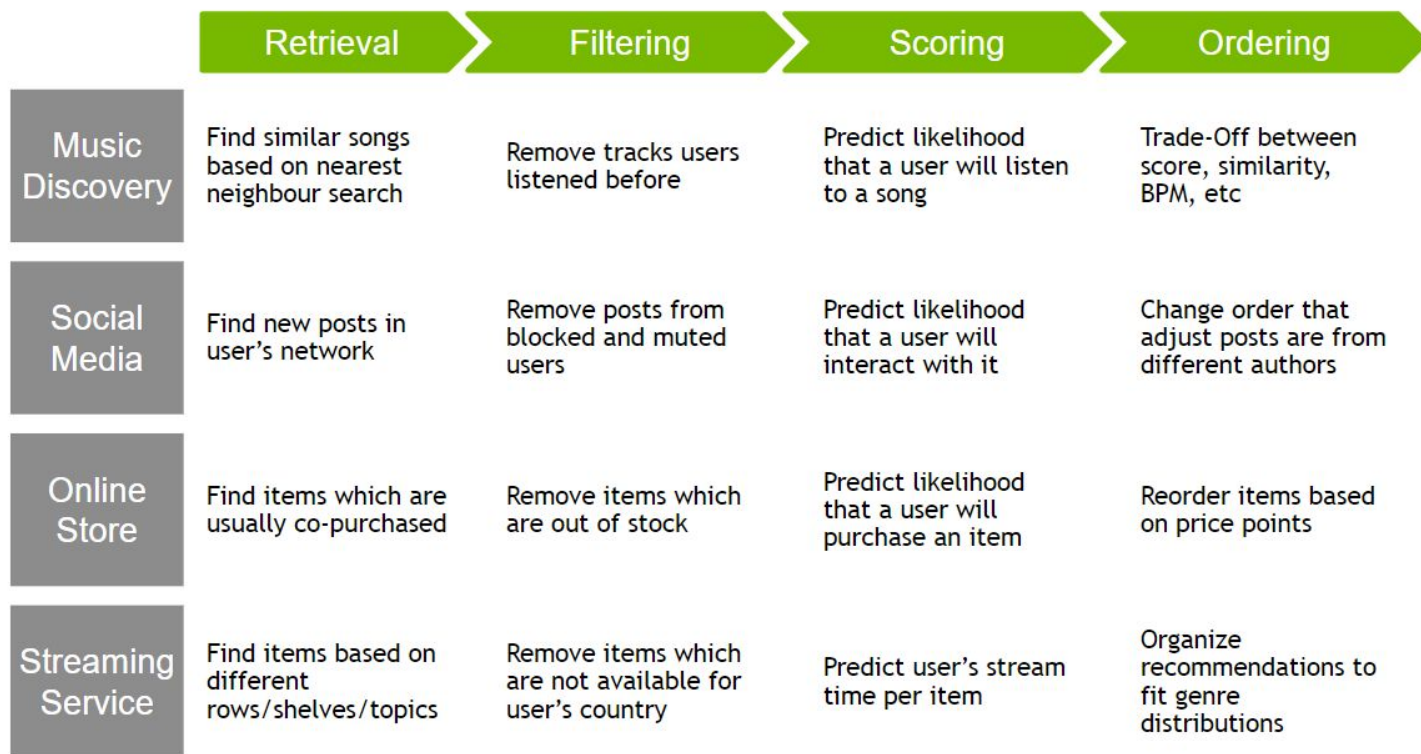 Retrieval
Filtering
Scoring
Ordering
Music
Discovery
Find similar songs
based on nearest
neighbour search
Remove tracks users
listened before
Predict likelihood
that a user will listen
to a song
Trade-Off between
score, similarity,
BPM, etc
Social
Media
Find new posts in
user's network
Remove posts from
blocked and muted
users
Predict likelihood
that a user will
interact with it
Change order that
adjust posts are from
different authors
Online
Store
Find items which are
usually co-purchased
Remove items which
are out of stock
Predict likelihood
that a user will
purchase an item
Reorder items based
on price points
Streaming
Service
Find items based on
different
rows/shelves/topics
Remove items which
are not available for
user's country
Predict user's stream
time per item
Organize
recommendations to
fit genre
distributions